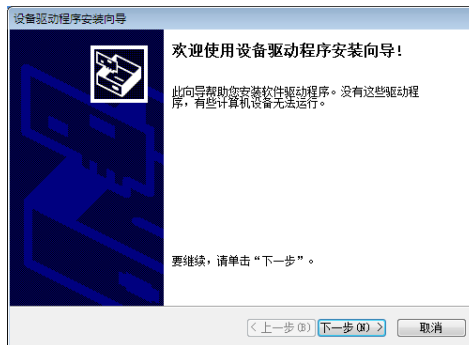 设备驱动程序安装向导
欢迎使用设备驱动程序安装向导!
此向导帮助您安装软件驱动程序。没有这些驱动程
序，有些计算机设备无法运行。
要继续，请单击“下一步”。
< 上一步(B) 下一步(N) > 取消